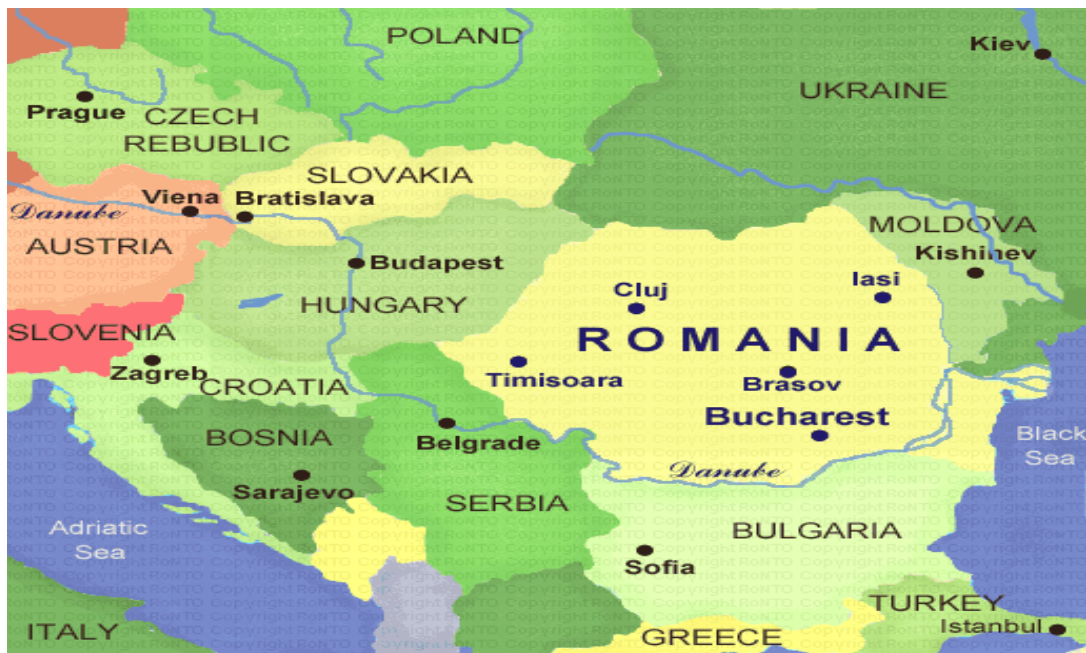 POLAND
Kiev
UKRAINE
Prague
CZECH
REBUBLIC
SLOVAKIA
Viena
Bratislava
Danube
AUSTRIA
MOLDOVA
Kishinev
Budapest
HUNGARY
Cluj
Iasi
SLOVENIA
ROMANIA
Zagreb
CROATIA
Timisoara
Brasov
Bucharest
BOSNIA
Belgrade
Black
Sea
Danube
Sarajevo
SERBIA
Adriatic
Sea
BULGARIA
Sofia
TURKEY
Istanbul
ITALY
GREECE